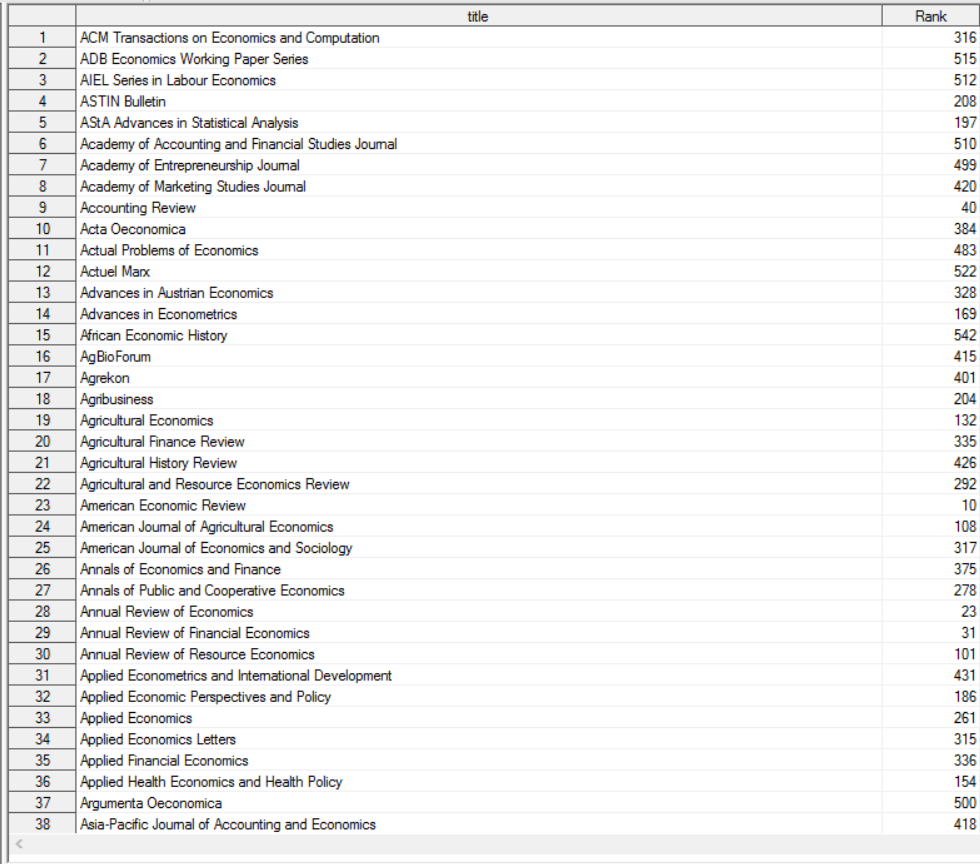 title Rank
1 ACM Transactions on Economics and Computation 316
2 ADB Economics Working Paper Series 515
3 AIEL Series in Labour Economics 512
4 ASTIN Bulletin 208
5 AStA Advances in Statistical Analysis 197
6 Academy of Accounting and Financial Studies Journal 510
7 Academy of Entrepreneurship Journal 499
8 Academy of Marketing Studies Journal 420
9 Accounting Review 40
10 Acta Oeconomica 384
11 Actual Problems of Economics 483
12 Actuel Marx 522
13 Advances in Austrian Economics 328
14 Advances in Econometrics 169
15 African Economic History 542
16 AgBioForum 415
17 Agrekon 401
18 Agribusiness 204
19 Agricultural Economics 132
20 Agricultural Finance Review 335
21 Agricultural History Review 426
22 Agricultural and Resource Economics Review 292
23 American Economic Review 10
24 American Journal of Agricultural Economics 108
25 American Journal of Economics and Sociology 317
26 Annals of Economics and Finance 375
27 Annals of Public and Cooperative Economics 278
28 Annual Review of Economics 23
29 Annual Review of Financial Economics 31
30 Annual Review of Resource Economics 101
31 Applied Econometrics and International Development 431
32 Applied Economic Perspectives and Policy 186
33 Applied Economics 261
34 Applied Economics Letters 315
35 Applied Financial Economics 336
36 Applied Health Economics and Health Policy 154
37 Argumenta Oeconomica 500
38 Asia-Pacific Journal of Accounting and Economics 418